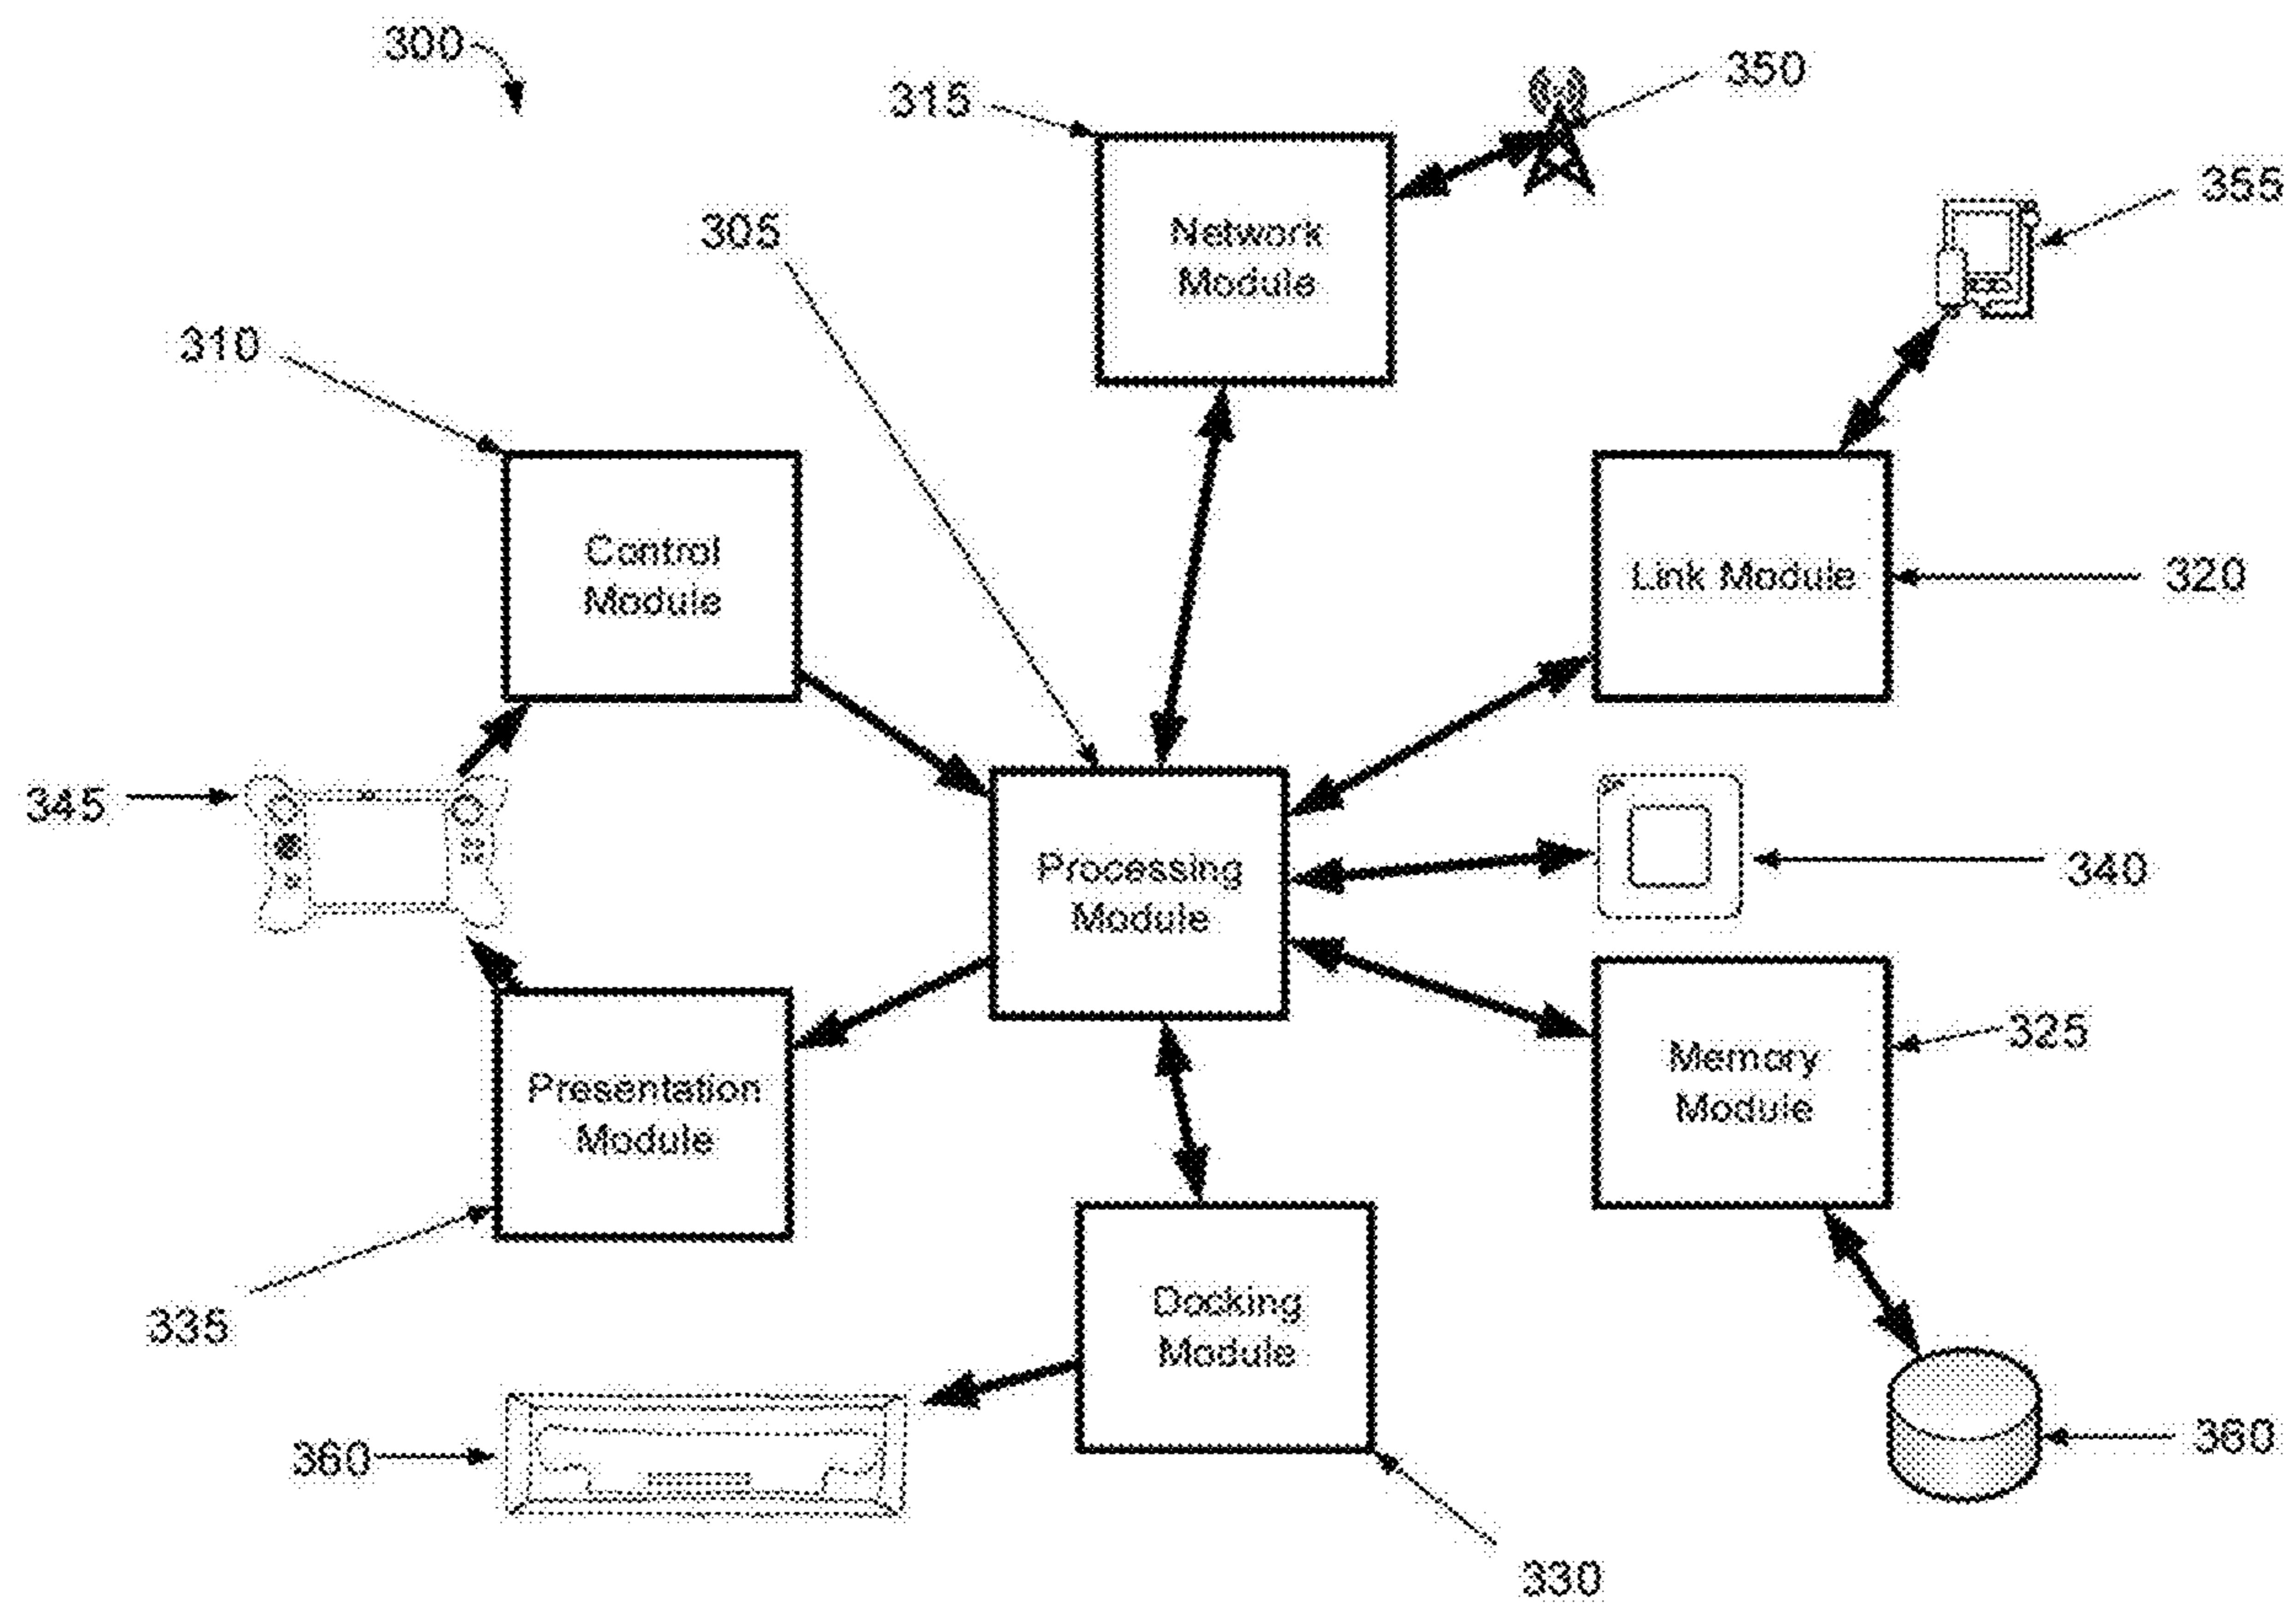 300
315
350
305
355
310
Network
Module
Control
Module
Link Module
320
345
Processing
Module
340
325
Presentation
Module
Memory
Module
335
Docking
Module
360
360
330